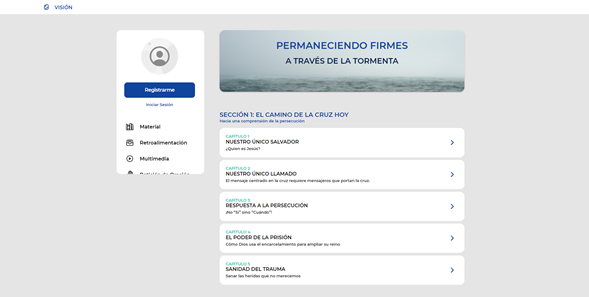 VISIÓN
Registrarme
Iniciar Sesión
Material
Retroalimentación
Multimedia
PERMANECIENDO FIRMES
A TRAVÉS DE LA TORMENTA
SECCIÓN 1: EL CAMINO DE LA CRUZ HOY
Hacia una comprensión de la persecución
CAPÍTULO 1
NUESTRO ÚNICO SALVADOR
¿Quien es Jesús?
CAPÍTULO 2
NUESTRO ÚNICO LLAMADO
El mensaje centrado en la cruz requiere mensajeros que portan la cruz.
CAPÍTULO 3
RESPUESTA A LA PERSECUCIÓN
¡No "Si" sino "Cuando"!
CAPÍTULO 4
EL PODER DE LA PRISIÓN
Cómo Dios usa el encarcelamiento para ampliar su reino
CAPÍTULO 5
SANIDAD DEL TRAUMA
Sanar las heridas que no merecemos